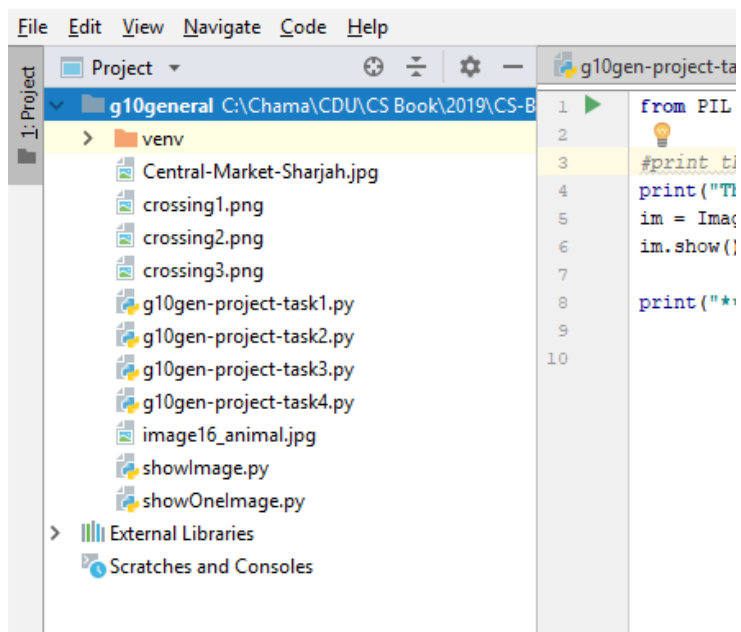 File Edit View Navigate Code Help
1: Project
Project
g10general C:\Chama\CDU\CS Book\2019\CS-B
venv
Central-Market-Sharjah.jpg
crossing1.png
crossing2.png
crossing3.png
g10gen-project-task1.py
g10gen-project-task2.py
g10gen-project-task3.py
g10gen-project-task4.py
image16_animal.jpg
showImage.py
showOneImage.py
External Libraries
Scratches and Consoles
g10gen-project-ta
1 from PIL
2
3 #print th
4 print("Th
5 im = Imag
6 im.show()
7
8 print("**
9
10